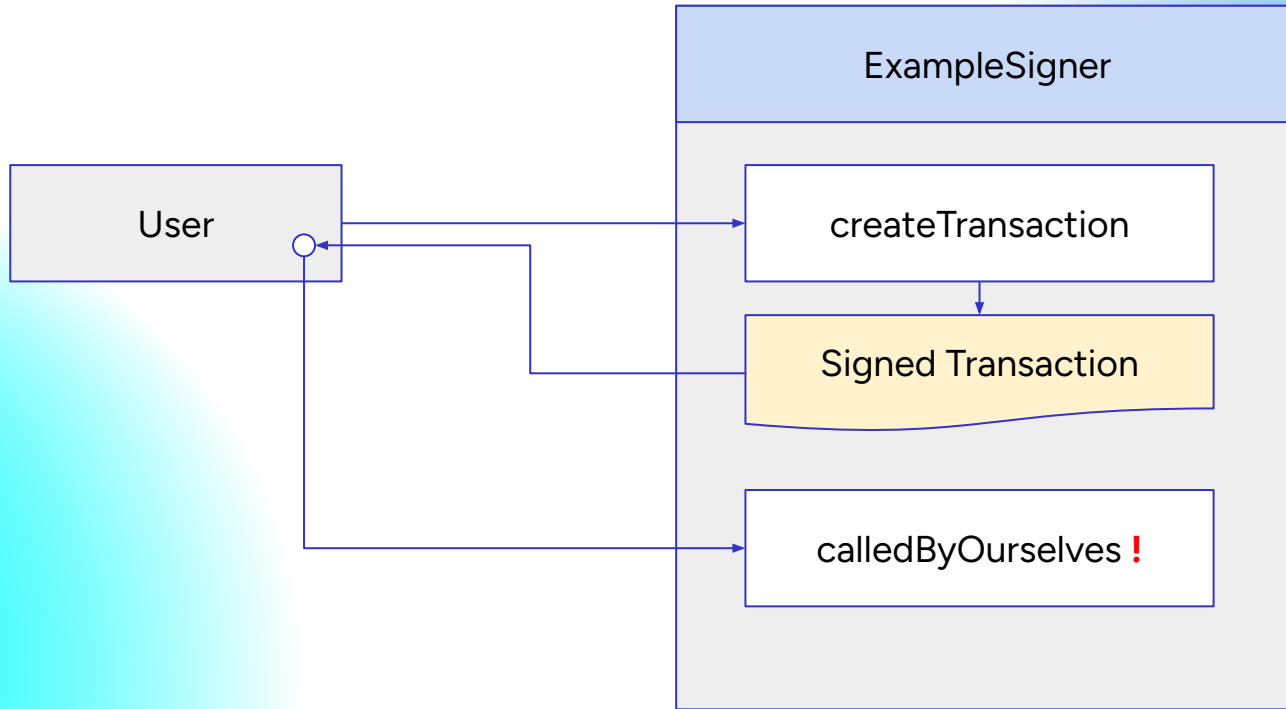 ExampleSigner
User
createTransaction
Signed Transaction
calledByOurselves !